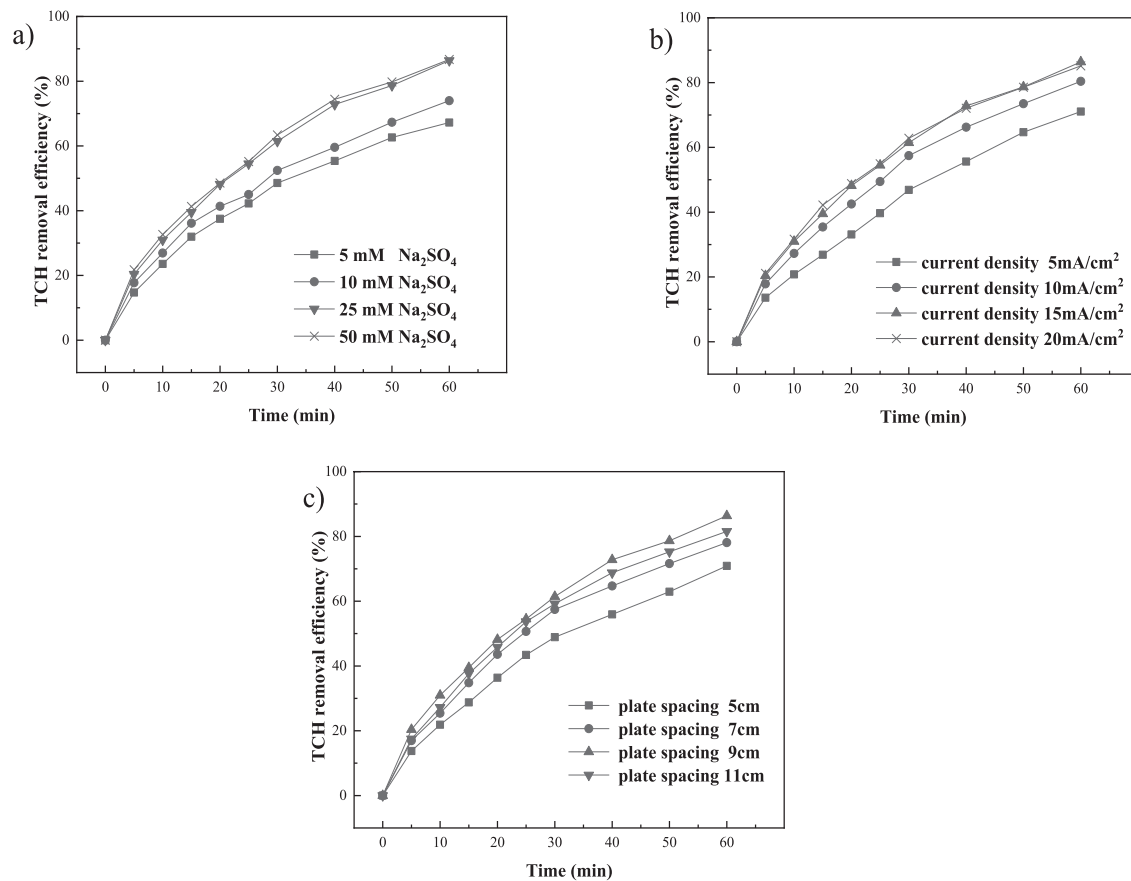 a)
TCH removal efficiency (%)
100
80
60
40
20
0
5 mM Na₂SO₄
10 mM Na₂SO₄
25 mM Na₂SO₄
50 mM Na₂SO₄
0 10 20 30 40 50 60
Time (min)
b)
TCH removal efficiency (%)
100
80
60
40
20
0
current density 5mA/cm²
current density 10mA/cm²
current density 15mA/cm²
current density 20mA/cm²
0 10 20 30 40 50 60
Time (min)
c)
TCH removal efficiency (%)
100
80
60
40
20
0
plate spacing 5cm
plate spacing 7cm
plate spacing 9cm
plate spacing 11cm
0 10 20 30 40 50 60
Time (min)